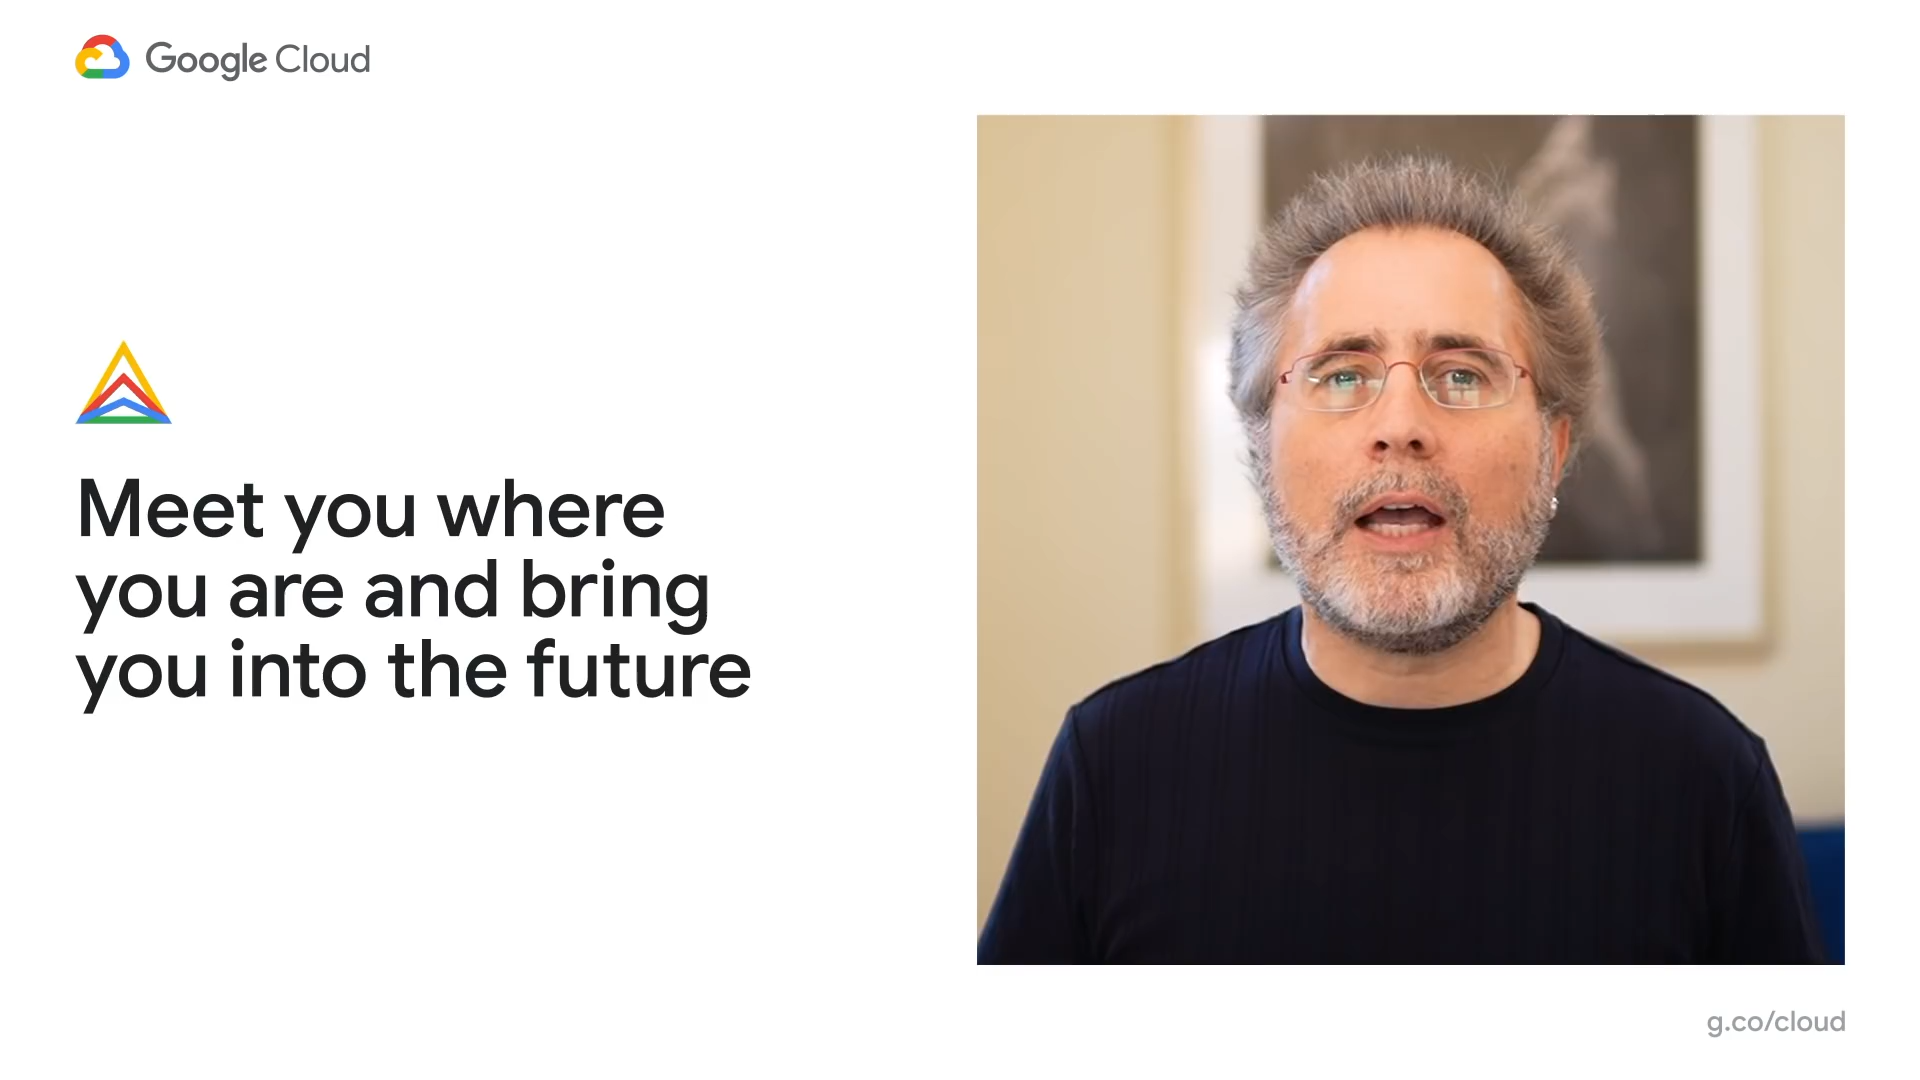 Google Cloud
Meet you where
you are and bring
you into the future
g.co/cloud